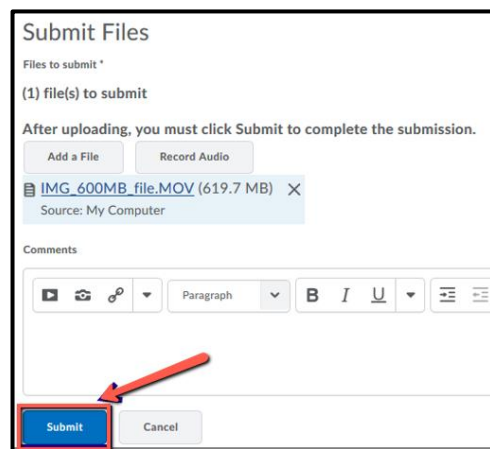 Submit Files
Files to submit *
(1) file(s) to submit
After uploading, you must click Submit to complete the submission.
Add a File Record Audio
IMG_600MB_file.MOV (619.7 MB)
Source: My Computer
Comments
Paragraph B I U
Submit Cancel